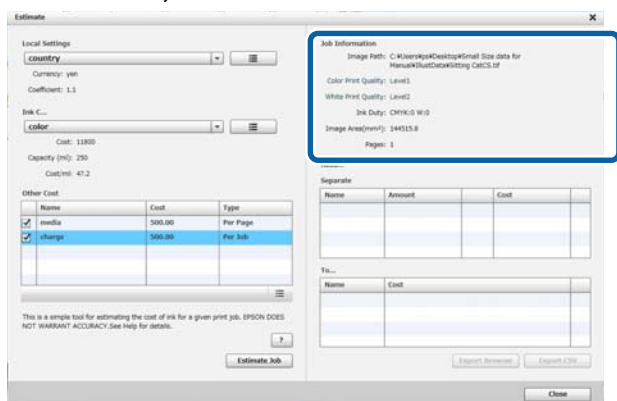 Estimate
Local Settings
country
Currency: yen
Coefficient: 1.1
Ink C...
color
Cost: 11800
Capacity (ml): 250
Cost/ml: 47.2
Other Cost
Name Cost Type
media 500.00 Per Page
charge 500.00 Per Job
This is a simple tool for estimating the cost of ink for a given print job. EPSON DOES
NOT WARRANT ACCURACY.See Help for details.
?
Estimate Job
Job Information
Image Path: C:¥Users¥ps¥Desktop¥Small Size data for
Manual¥IllustData¥Sitting CatCS.tif
Color Print Quality: Level1
White Print Quality: Level2
Ink Duty: CMYK:0 W:0
Image Area(mm²): 144515.8
Pages: 1
Separate
Name Amount Cost
To...
Name Cost
Export Browser Export CSV
Close